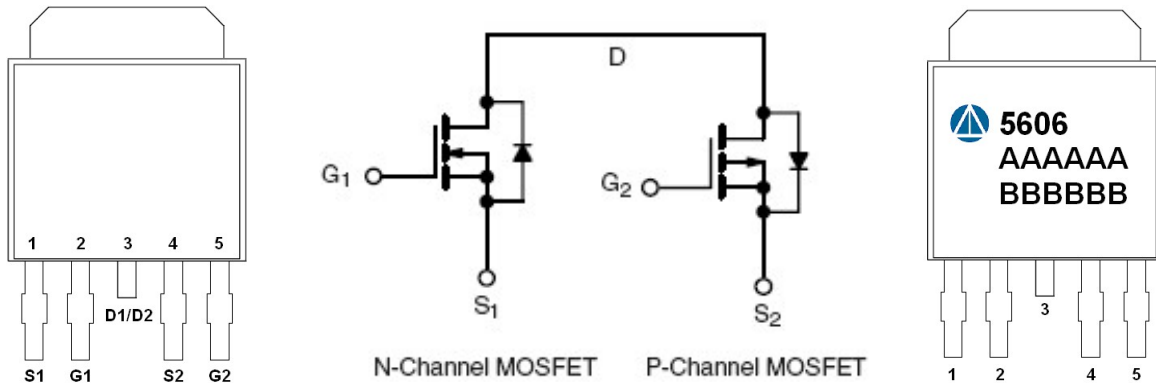 1 2 3 4 5
D1/D2
S1 G1 S2 G2
D
G1
S1
G2
S2
N-Channel MOSFET
P-Channel MOSFET
5606
AAAAAA
BBBBBB
3
1 2 4 5